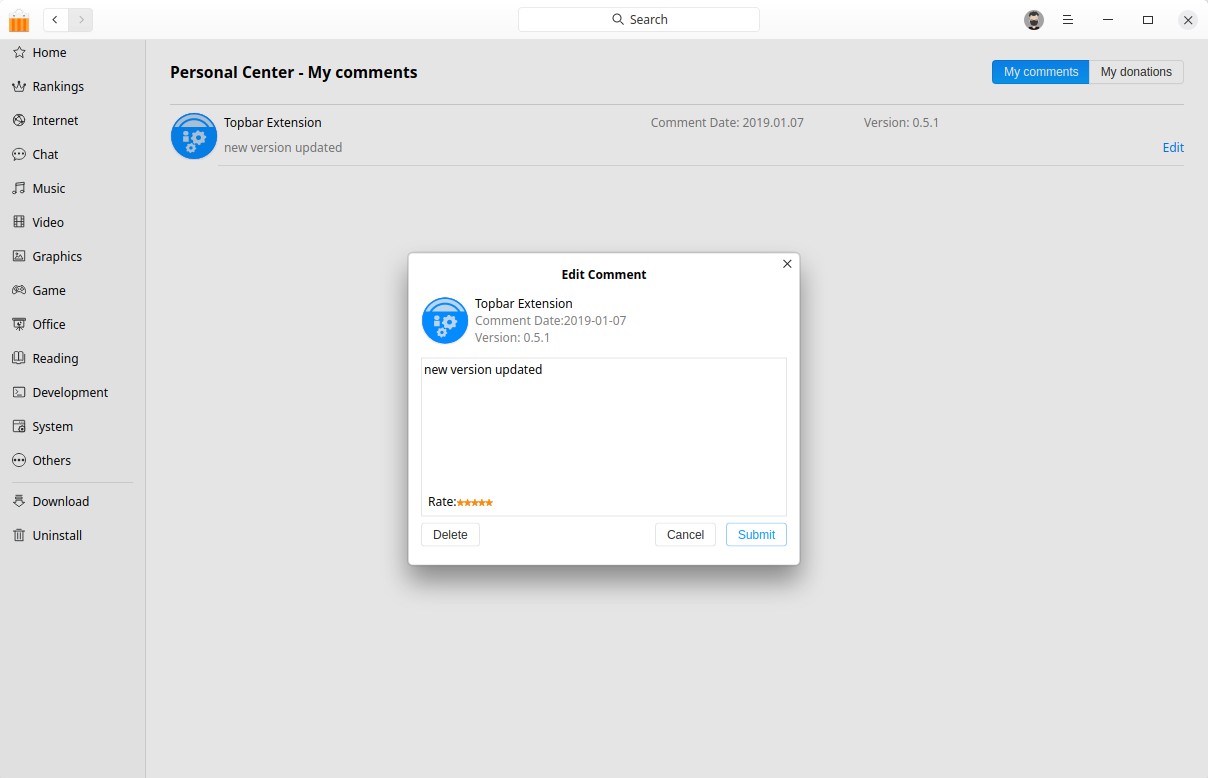 Search
Home
Rankings
Internet
Chat
Music
Video
Graphics
Game
Office
Reading
Development
System
Others
Download
Uninstall
Personal Center - My comments
My comments
My donations
Topbar Extension
Comment Date: 2019.01.07
Version: 0.5.1
new version updated
Edit
Edit Comment
Topbar Extension
Comment Date:2019-01-07
Version: 0.5.1
new version updated
Rate:
Delete
Cancel
Submit